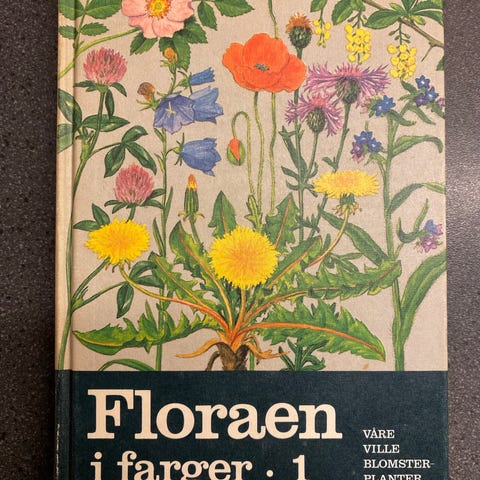 Floraen
i farger · 1
VÅRE
VILLE
BLOMSTER-
PLANTER